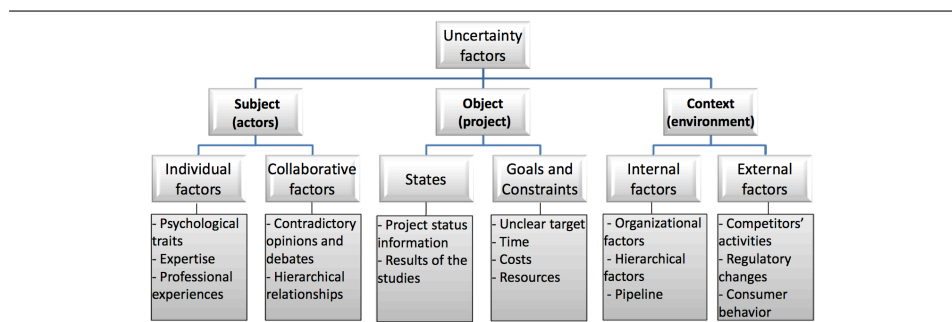 Uncertainty
factors
Subject
(actors)
Object
(project)
Context
(environment)
Individual
factors
Collaborative
factors
States
Goals and
Constraints
Internal
factors
External
factors
- Psychological
traits
- Expertise
- Professional
experiences
- Contradictory
opinions and
debates
- Hierarchical
relationships
- Project status
information
- Results of the
studies
- Unclear target
- Time
- Costs
- Resources
- Organizational
factors
- Hierarchical
factors
- Pipeline
- Competitors’
activities
- Regulatory
changes
- Consumer
behavior